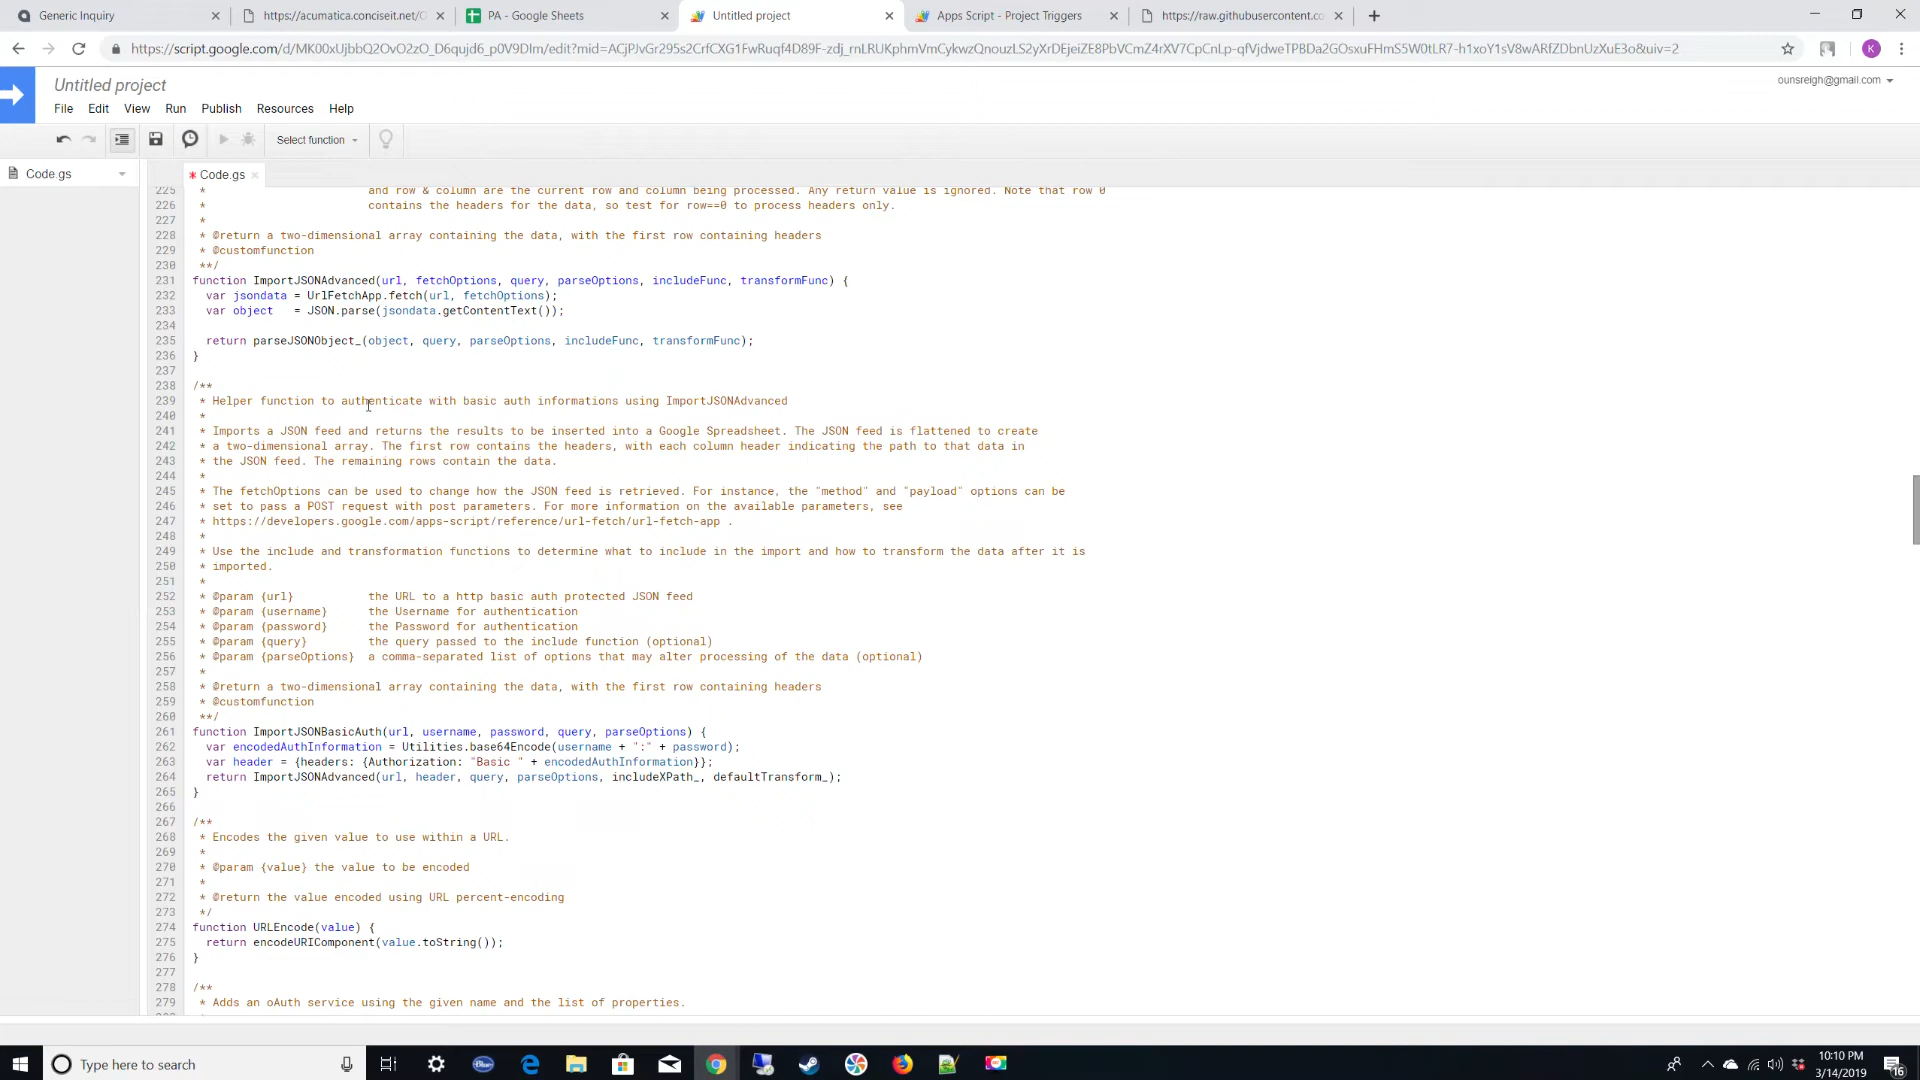 Generic Inquiry
https://acumatica.conciseit.net/O
PA - Google Sheets
Untitled project
Apps Script - Project Triggers
https://raw.githubusercontent.co
Untitled project
ounsreigh@gmail.com
File Edit View Run Publish Resources Help
Select function
Code.gs
* Code.gs
225 * and row & column are the current row and column being processed. Any return value is ignored. Note that row 0
226 * contains the headers for the data, so test for row==0 to process headers only.
227 *
228 * @return a two-dimensional array containing the data, with the first row containing headers
229 * @customfunction
230 **/
231 function ImportJSONAdvanced(url, fetchOptions, query, parseOptions, includeFunc, transformFunc) {
232 var jsondata = UrlFetchApp.fetch(url, fetchOptions);
233 var object = JSON.parse(jsondata.getContentText());
234
235 return parseJSONObject_(object, query, parseOptions, includeFunc, transformFunc);
236 }
237
238 /**
239 * Helper function to authenticate with basic auth informations using ImportJSONAdvanced
240 *
241 * Imports a JSON feed and returns the results to be inserted into a Google Spreadsheet. The JSON feed is flattened to create
242 * a two-dimensional array. The first row contains the headers, with each column header indicating the path to that data in
243 * the JSON feed. The remaining rows contain the data.
244 *
245 * The fetchOptions can be used to change how the JSON feed is retrieved. For instance, the "method" and "payload" options can be
246 * set to pass a POST request with post parameters. For more information on the available parameters, see
247 * https://developers.google.com/apps-script/reference/url-fetch/url-fetch-app .
248 *
249 * Use the include and transformation functions to determine what to include in the import and how to transform the data after it is
250 * imported.
251 *
252 * @param {url} the URL to a http basic auth protected JSON feed
253 * @param {username} the Username for authentication
254 * @param {password} the Password for authentication
255 * @param {query} the query passed to the include function (optional)
256 * @param {parseOptions} a comma-separated list of options that may alter processing of the data (optional)
257 *
258 * @return a two-dimensional array containing the data, with the first row containing headers
259 * @customfunction
260 **/
261 function ImportJSONBasicAuth(url, username, password, query, parseOptions) {
262 var encodedAuthInformation = Utilities.base64Encode(username + ":" + password);
263 var header = {headers: {Authorization: "Basic " + encodedAuthInformation}};
264 return ImportJSONAdvanced(url, header, query, parseOptions, includeXPath_, defaultTransform_);
265 }
266
267 /**
268 * Encodes the given value to use within a URL.
269 *
270 * @param {value} the value to be encoded
271 *
272 * @return the value encoded using URL percent-encoding
273 */
274 function URLEncode(value) {
275 return encodeURIComponent(value.toString());
276 }
277
278 /**
279 * Adds an oAuth service using the given name and the list of properties.
Type here to search
10:10 PM
3/14/2019
16